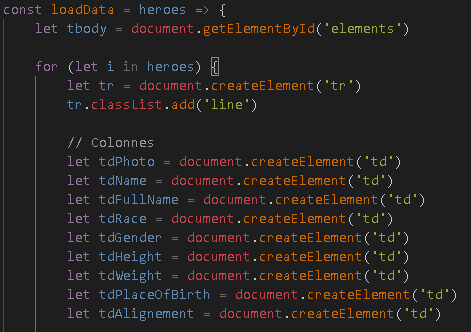 const loadData = heroes => {
let tbody = document.getElementById('elements')
for (let i in heroes) {
let tr = document.createElement('tr')
tr.classList.add('line')
// Colonnes
let tdPhoto = document.createElement('td')
let tdName = document.createElement('td')
let tdFullName = document.createElement('td')
let tdRace = document.createElement('td')
let tdGender = document.createElement('td')
let tdHeight = document.createElement('td')
let tdWeight = document.createElement('td')
let tdPlaceOfBirth = document.createElement('td')
let tdAlignement = document.createElement('td')